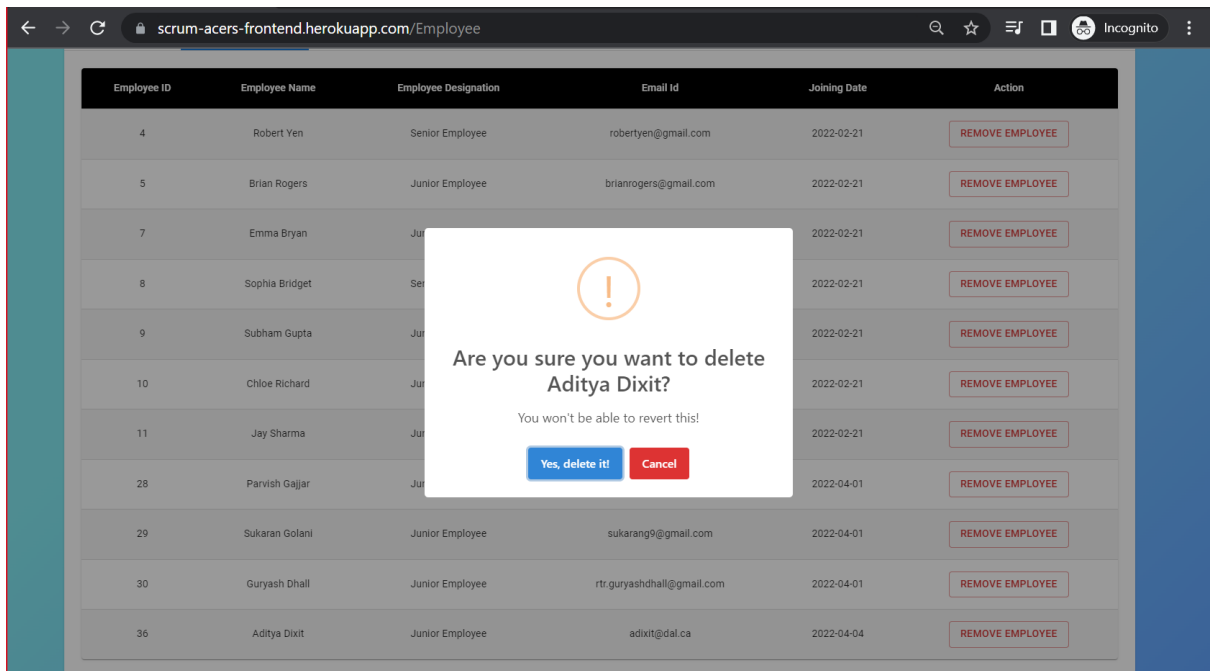 scrum-acers-frontend.herokuapp.com/Employee Incognito
Employee ID Employee Name Employee Designation Email Id Joining Date Action
4 Robert Yen Senior Employee robertyen@gmail.com 2022-02-21 REMOVE EMPLOYEE
5 Brian Rogers Junior Employee brianrogers@gmail.com 2022-02-21 REMOVE EMPLOYEE
7 Emma Bryan Jun 2022-02-21 REMOVE EMPLOYEE
8 Sophia Bridget Sen 2022-02-21 REMOVE EMPLOYEE
9 Subham Gupta Jun 2022-02-21 REMOVE EMPLOYEE
10 Chloe Richard Jun 2022-02-21 REMOVE EMPLOYEE
11 Jay Sharma Jun 2022-02-21 REMOVE EMPLOYEE
28 Parvish Gajjar Jun 2022-04-01 REMOVE EMPLOYEE
29 Sukaran Golani Junior Employee sukarang9@gmail.com 2022-04-01 REMOVE EMPLOYEE
30 Guryash Dhall Junior Employee rtr.guryashdhall@gmail.com 2022-04-01 REMOVE EMPLOYEE
36 Aditya Dixit Junior Employee adixit@dal.ca 2022-04-04 REMOVE EMPLOYEE
!
Are you sure you want to delete
Aditya Dixit?
You won't be able to revert this!
Yes, delete it! Cancel